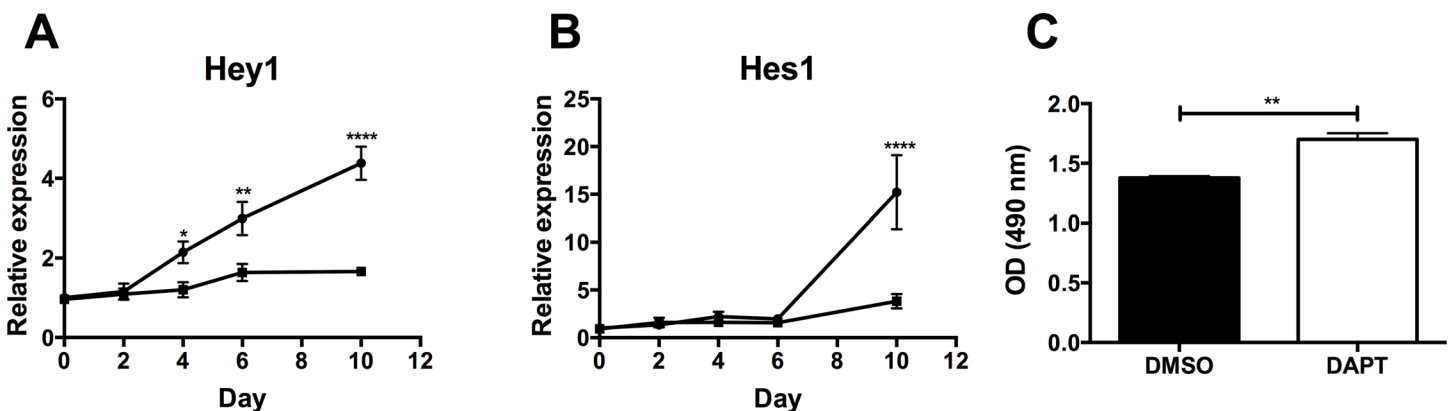 A
Hey1
Relative expression
6
4
2
0
*
**
****
0 2 4 6 8 10 12
Day
B
Hes1
Relative expression
25
20
15
10
5
0
****
0 2 4 6 8 10 12
Day
C
OD (490 nm)
2.0
1.5
1.0
1.5
0.0
**
DMSO DAPT